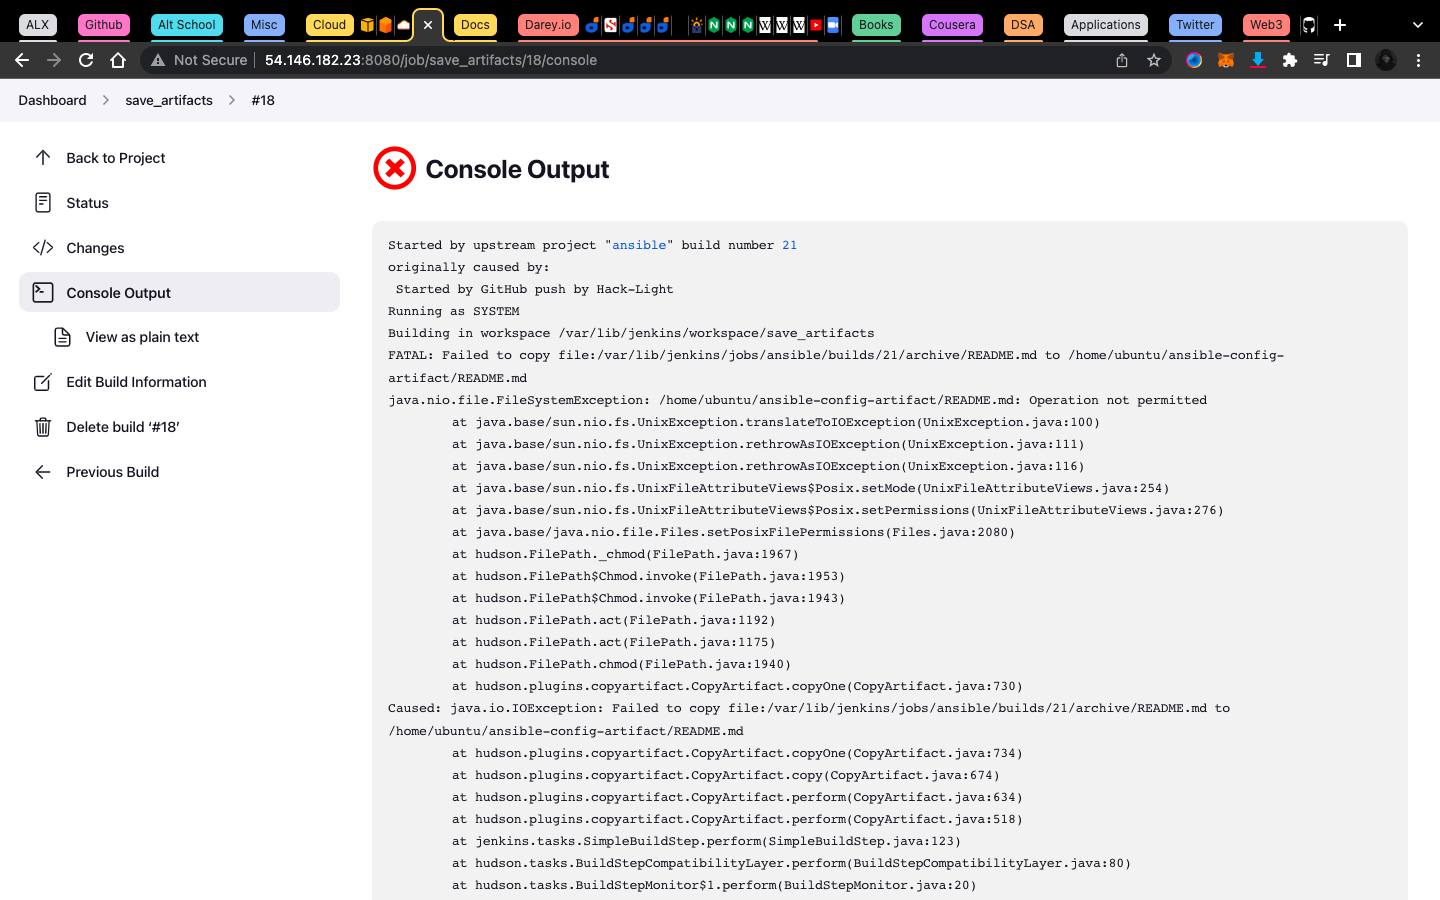 ALX Github Alt School Misc Cloud Docs Darey.io Books Cousera DSA Applications Twitter Web3
Not Secure 54.146.182.23:8080/job/save_artifacts/18/console
Dashboard save_artifacts #18
Back to Project
Status
Changes
Console Output
View as plain text
Edit Build Information
Delete build ‘#18’
Previous Build
Console Output
Started by upstream project "ansible" build number 21
originally caused by:
Started by GitHub push by Hack-Light
Running as SYSTEM
Building in workspace /var/lib/jenkins/workspace/save_artifacts
FATAL: Failed to copy file:/var/lib/jenkins/jobs/ansible/builds/21/archive/README.md to /home/ubuntu/ansible-config-
artifact/README.md
java.nio.file.FileSystemException: /home/ubuntu/ansible-config-artifact/README.md: Operation not permitted
at java.base/sun.nio.fs.UnixException.translateToIOException(UnixException.java:100)
at java.base/sun.nio.fs.UnixException.rethrowAsIOException(UnixException.java:111)
at java.base/sun.nio.fs.UnixException.rethrowAsIOException(UnixException.java:116)
at java.base/sun.nio.fs.UnixFileAttributeViews$Posix.setMode(UnixFileAttributeViews.java:254)
at java.base/sun.nio.fs.UnixFileAttributeViews$Posix.setPermissions(UnixFileAttributeViews.java:276)
at java.base/java.nio.file.Files.setPosixFilePermissions(Files.java:2080)
at hudson.FilePath._chmod(FilePath.java:1967)
at hudson.FilePath$Chmod.invoke(FilePath.java:1953)
at hudson.FilePath$Chmod.invoke(FilePath.java:1943)
at hudson.FilePath.act(FilePath.java:1192)
at hudson.FilePath.act(FilePath.java:1175)
at hudson.FilePath.chmod(FilePath.java:1940)
at hudson.plugins.copyartifact.CopyArtifact.copyOne(CopyArtifact.java:730)
Caused: java.io.IOException: Failed to copy file:/var/lib/jenkins/jobs/ansible/builds/21/archive/README.md to
/home/ubuntu/ansible-config-artifact/README.md
at hudson.plugins.copyartifact.CopyArtifact.copyOne(CopyArtifact.java:734)
at hudson.plugins.copyartifact.CopyArtifact.copy(CopyArtifact.java:674)
at hudson.plugins.copyartifact.CopyArtifact.perform(CopyArtifact.java:634)
at hudson.plugins.copyartifact.CopyArtifact.perform(CopyArtifact.java:518)
at jenkins.tasks.SimpleBuildStep.perform(SimpleBuildStep.java:123)
at hudson.tasks.BuildStepCompatibilityLayer.perform(BuildStepCompatibilityLayer.java:80)
at hudson.tasks.BuildStepMonitor$1.perform(BuildStepMonitor.java:20)